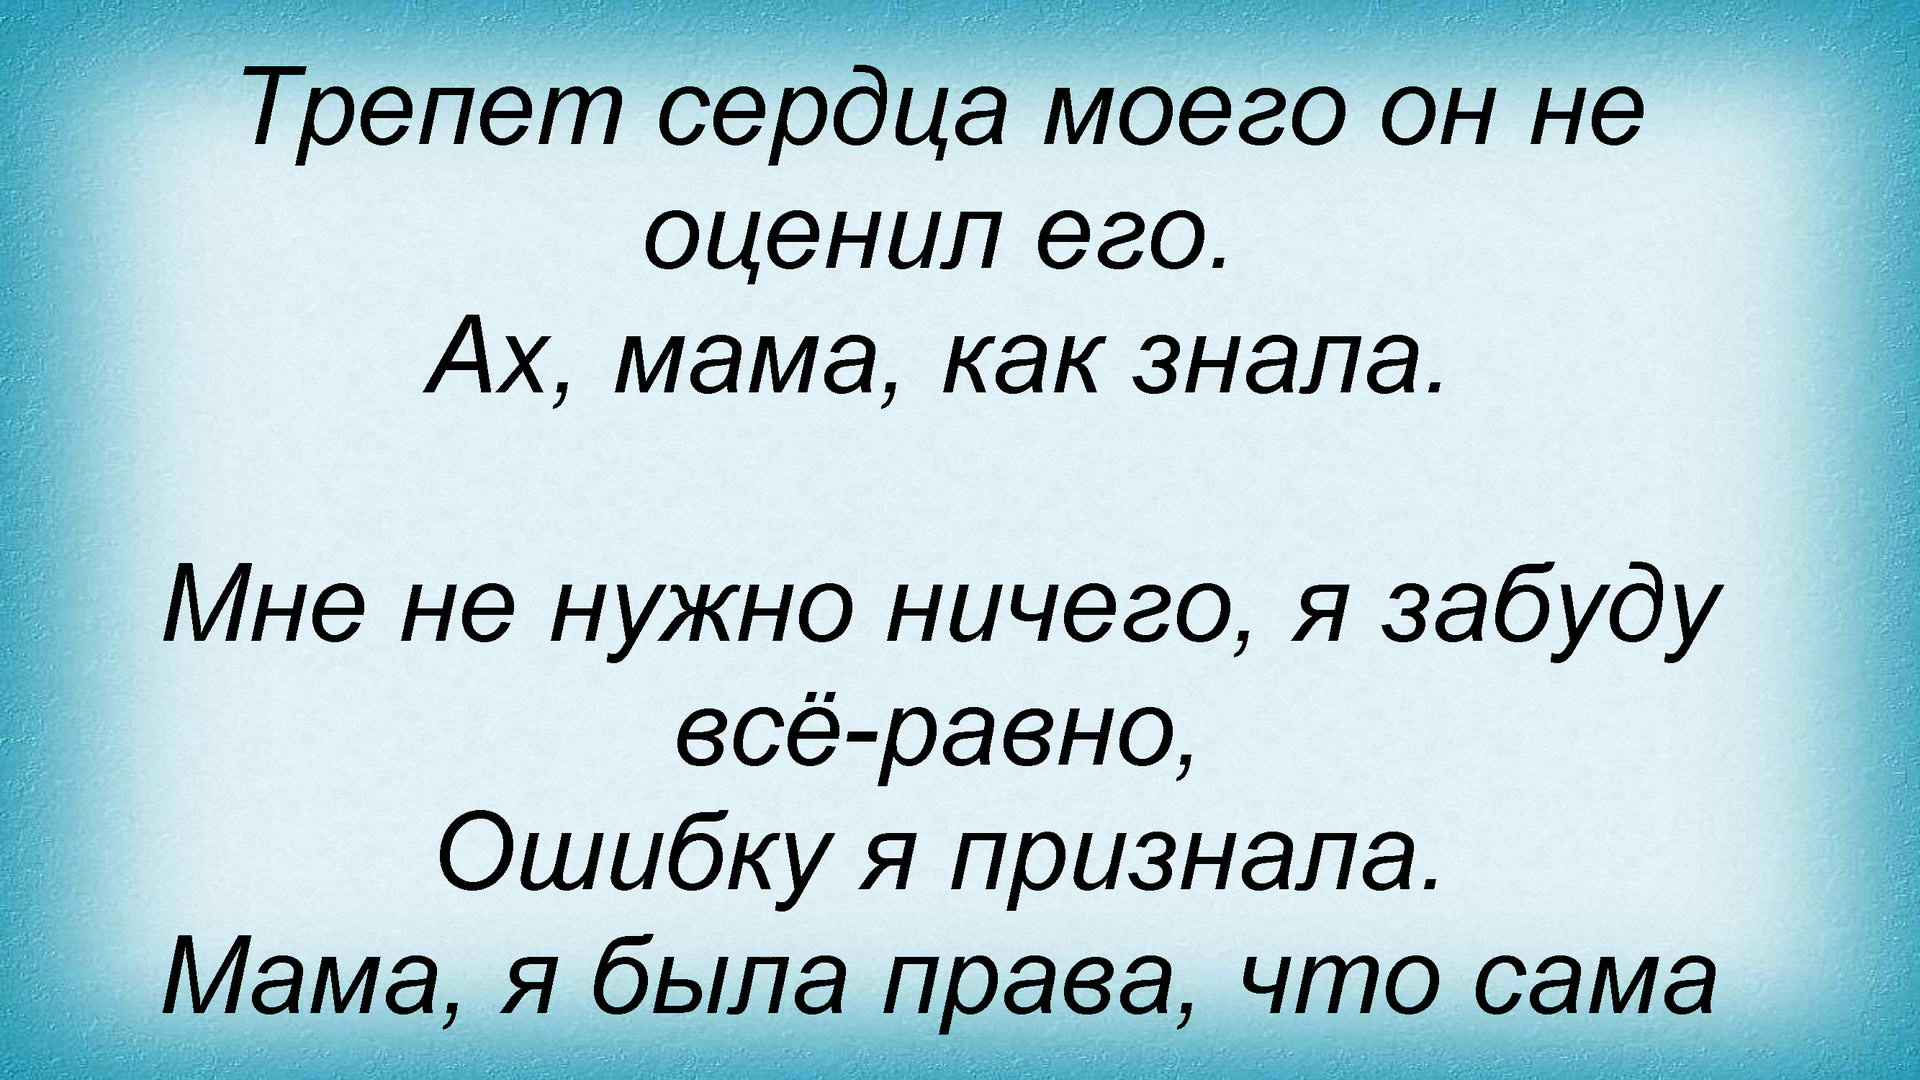 Трепет сердца моего он не
оценил его.
Ах, мама, как знала.
Мне не нужно ничего, я забуду
всё-равно,
Ошибку я признала.
Мама, я была права, что сама